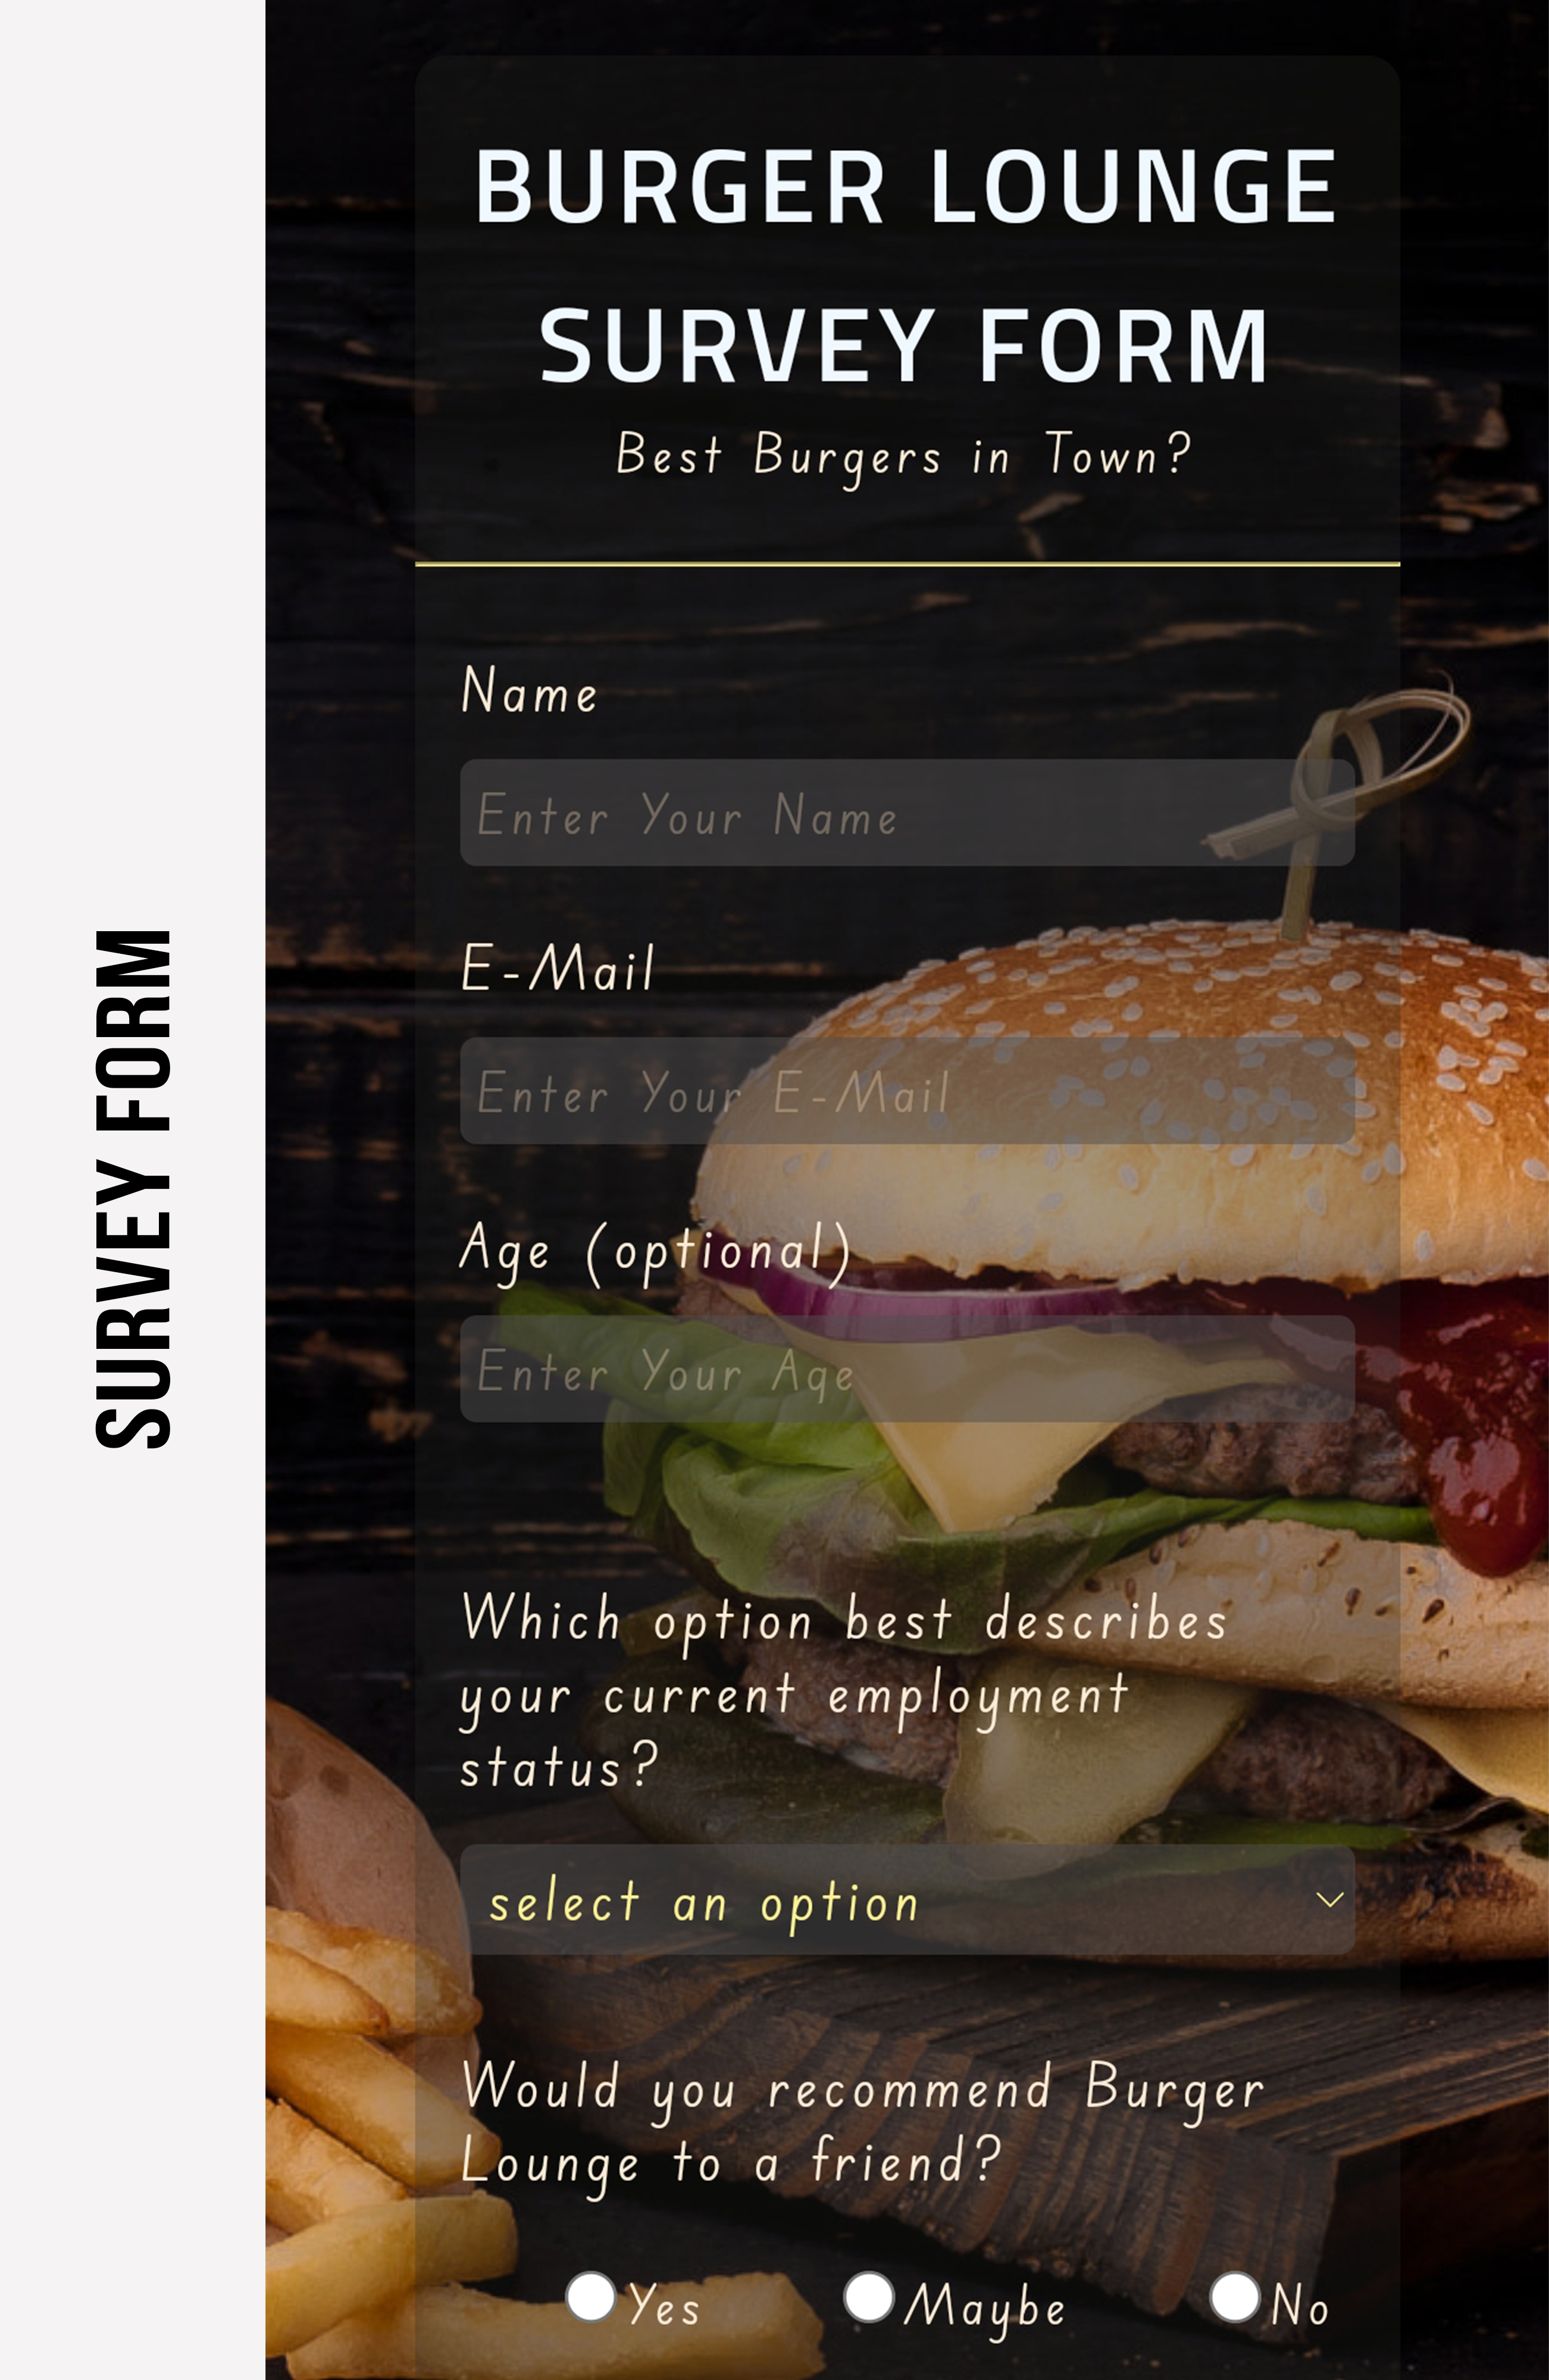 SURVEY FORM
BURGER LOUNGE
SURVEY FORM
Best Burgers in Town?
Name
Enter Your Name
E-Mail
Enter Your E-Mail
Age (optional)
Enter Your Age
Which option best describes
your current employment
status?
select an option
Would you recommend Burger
Lounge to a friend?
Yes Maybe No